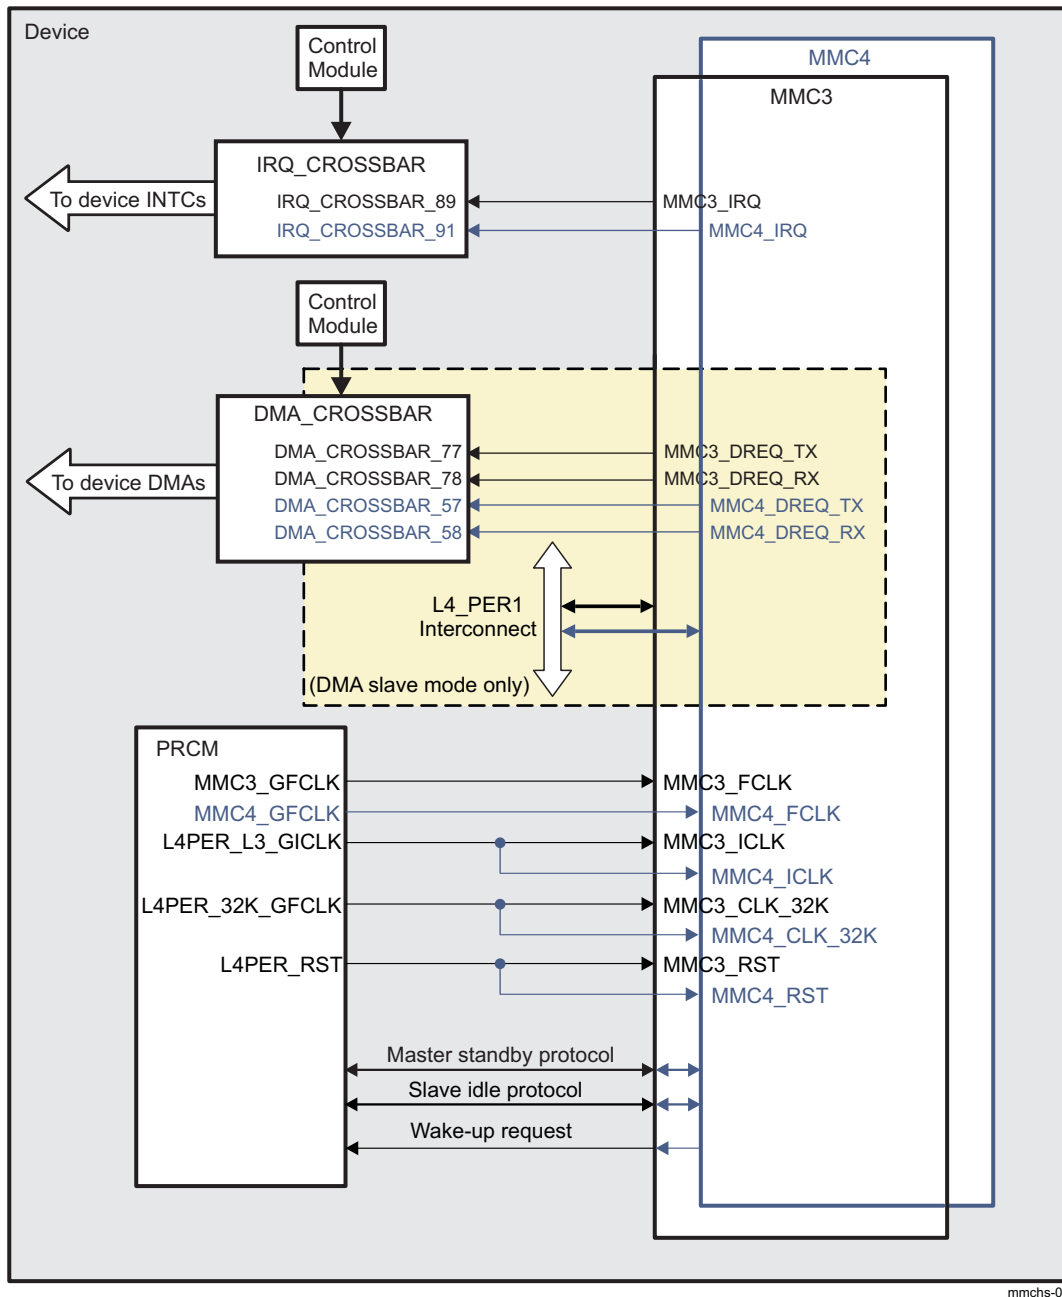 Device
Control
Module
MMC4
MMC3
IRQ_CROSSBAR
To device INTCs
IRQ_CROSSBAR_89
MMC3_IRQ
IRQ_CROSSBAR_91
MMC4_IRQ
Control
Module
DMA_CROSSBAR
To device DMAs
DMA_CROSSBAR_77
MMC3_DREQ_TX
DMA_CROSSBAR_78
MMC3_DREQ_RX
DMA_CROSSBAR_57
MMC4_DREQ_TX
DMA_CROSSBAR_58
MMC4_DREQ_RX
L4_PER1
Interconnect
(DMA slave mode only)
PRCM
MMC3_GFCLK
MMC3_FCLK
MMC4_GFCLK
MMC4_FCLK
L4PER_L3_GICLK
MMC3_ICLK
MMC4_ICLK
L4PER_32K_GFCLK
MMC3_CLK_32K
MMC4_CLK_32K
L4PER_RST
MMC3_RST
MMC4_RST
Master standby protocol
Slave idle protocol
Wake-up request
mmchs-0